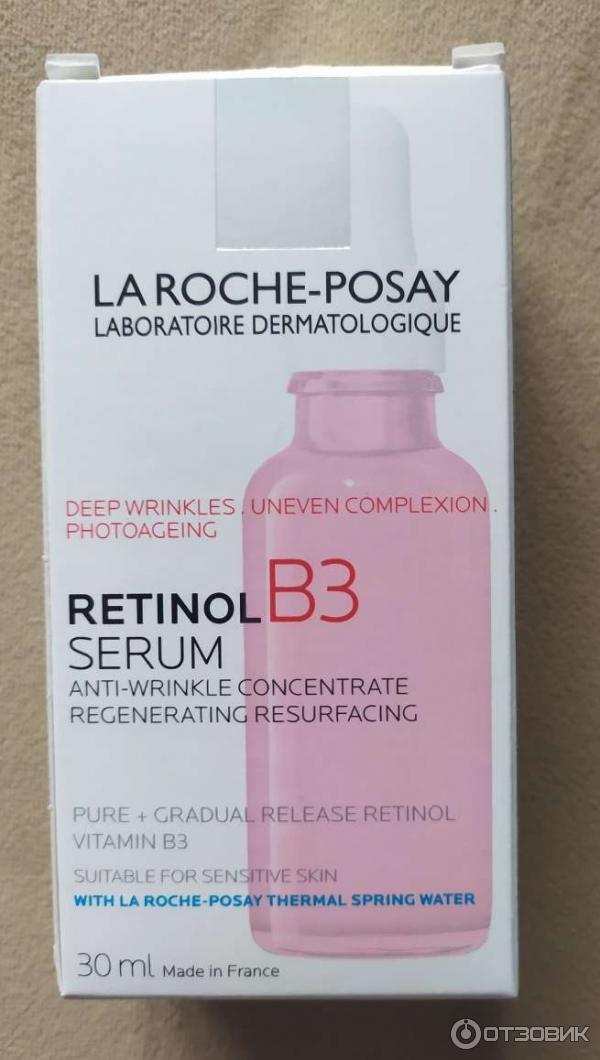 LA ROCHE-POSAY
LABORATOIRE DERMATOLOGIQUE
DEEP WRINKLES . UNEVEN COMPLEXION .
PHOTOAGEING
RETINOL B3
SERUM
ANTI-WRINKLE CONCENTRATE
REGENERATING RESURFACING
PURE + GRADUAL RELEASE RETINOL
VITAMIN B3
SUITABLE FOR SENSITIVE SKIN
WITH LA ROCHE-POSAY THERMAL SPRING WATER
30 ml Made in France
ОТЗОВИК